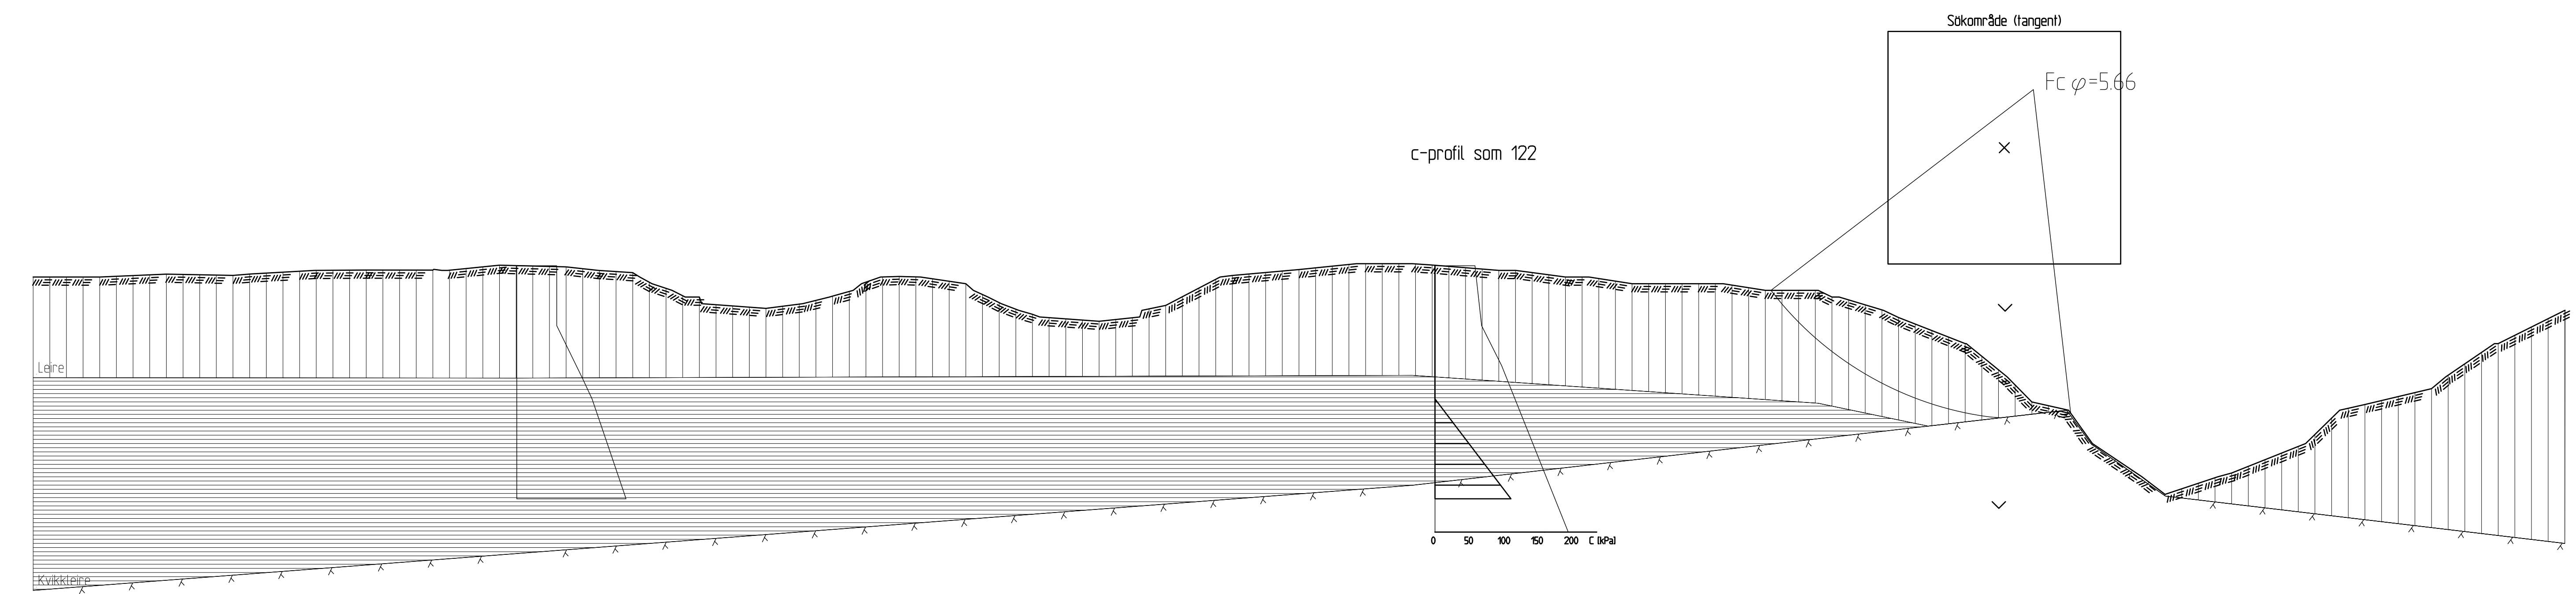 Sökområde (tangent)
Fc φ=5.66
c-profil som 122
Leire
0 50 100 150 200 C [kPa]
Kvikkleire